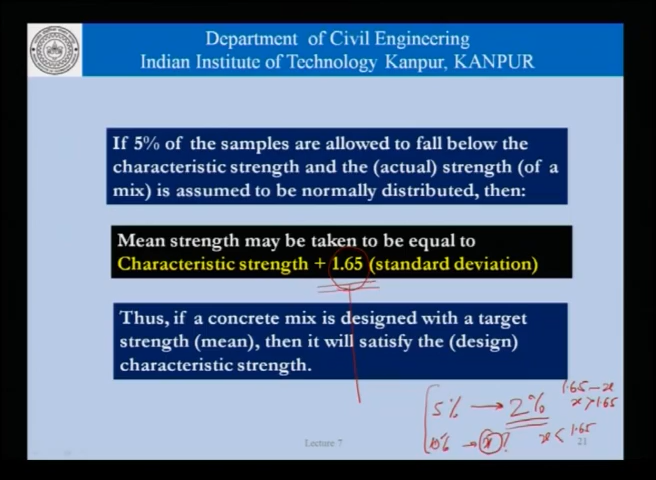 Department of Civil Engineering
Indian Institute of Technology Kanpur, KANPUR
If 5% of the samples are allowed to fall below the
characteristic strength and the (actual) strength (of a
mix) is assumed to be normally distributed, then:
Mean strength may be taken to be equal to
Characteristic strength + 1.65 (standard deviation)
Thus, if a concrete mix is designed with a target
strength (mean), then it will satisfy the (design)
characteristic strength.
1.65 – x
5% → 2% x > 1.65
10% → x? x < 1.65
Lecture 7
21